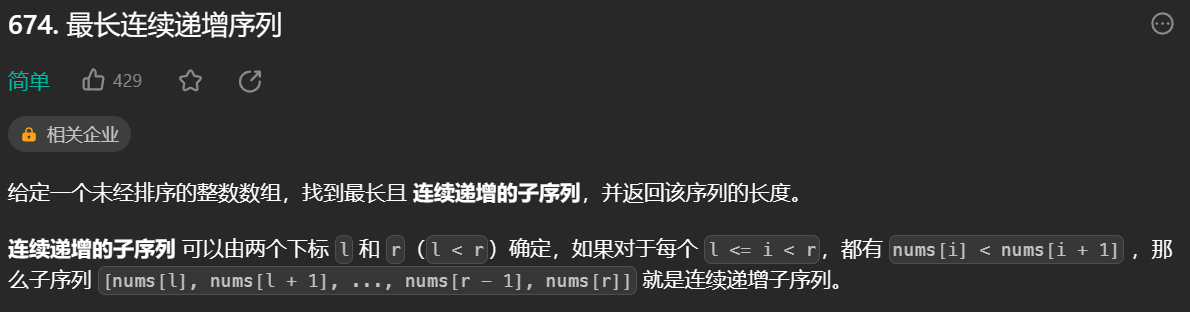 674. 最长连续递增序列
简单 429
相关企业
给定一个未经排序的整数数组，找到最长且 连续递增的子序列，并返回该序列的长度。
连续递增的子序列 可以由两个下标 l 和 r（l < r）确定，如果对于每个 l <= i < r，都有 nums[i] < nums[i + 1] ，那
么子序列 [nums[l], nums[l + 1], ..., nums[r - 1], nums[r]] 就是连续递增子序列。